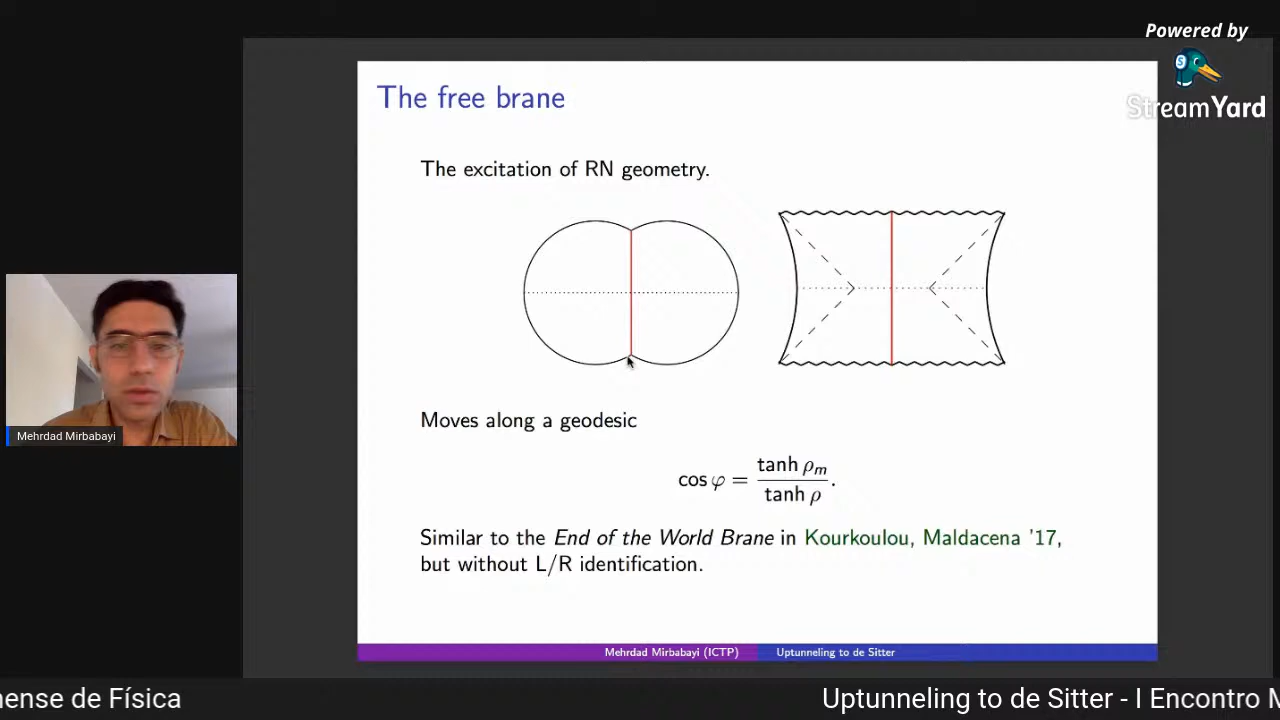 Powered by
StreamYard
The free brane
The excitation of RN geometry.
Moves along a geodesic
cos φ = tanh ρₘ / tanh ρ .
Similar to the End of the World Brane in Kourkoulou, Maldacena '17,
but without L/R identification.
Mehrdad Mirbabayi
Mehrdad Mirbabayi (ICTP) Uptunneling to de Sitter
de Física Uptunneling to de Sitter - I Encontro